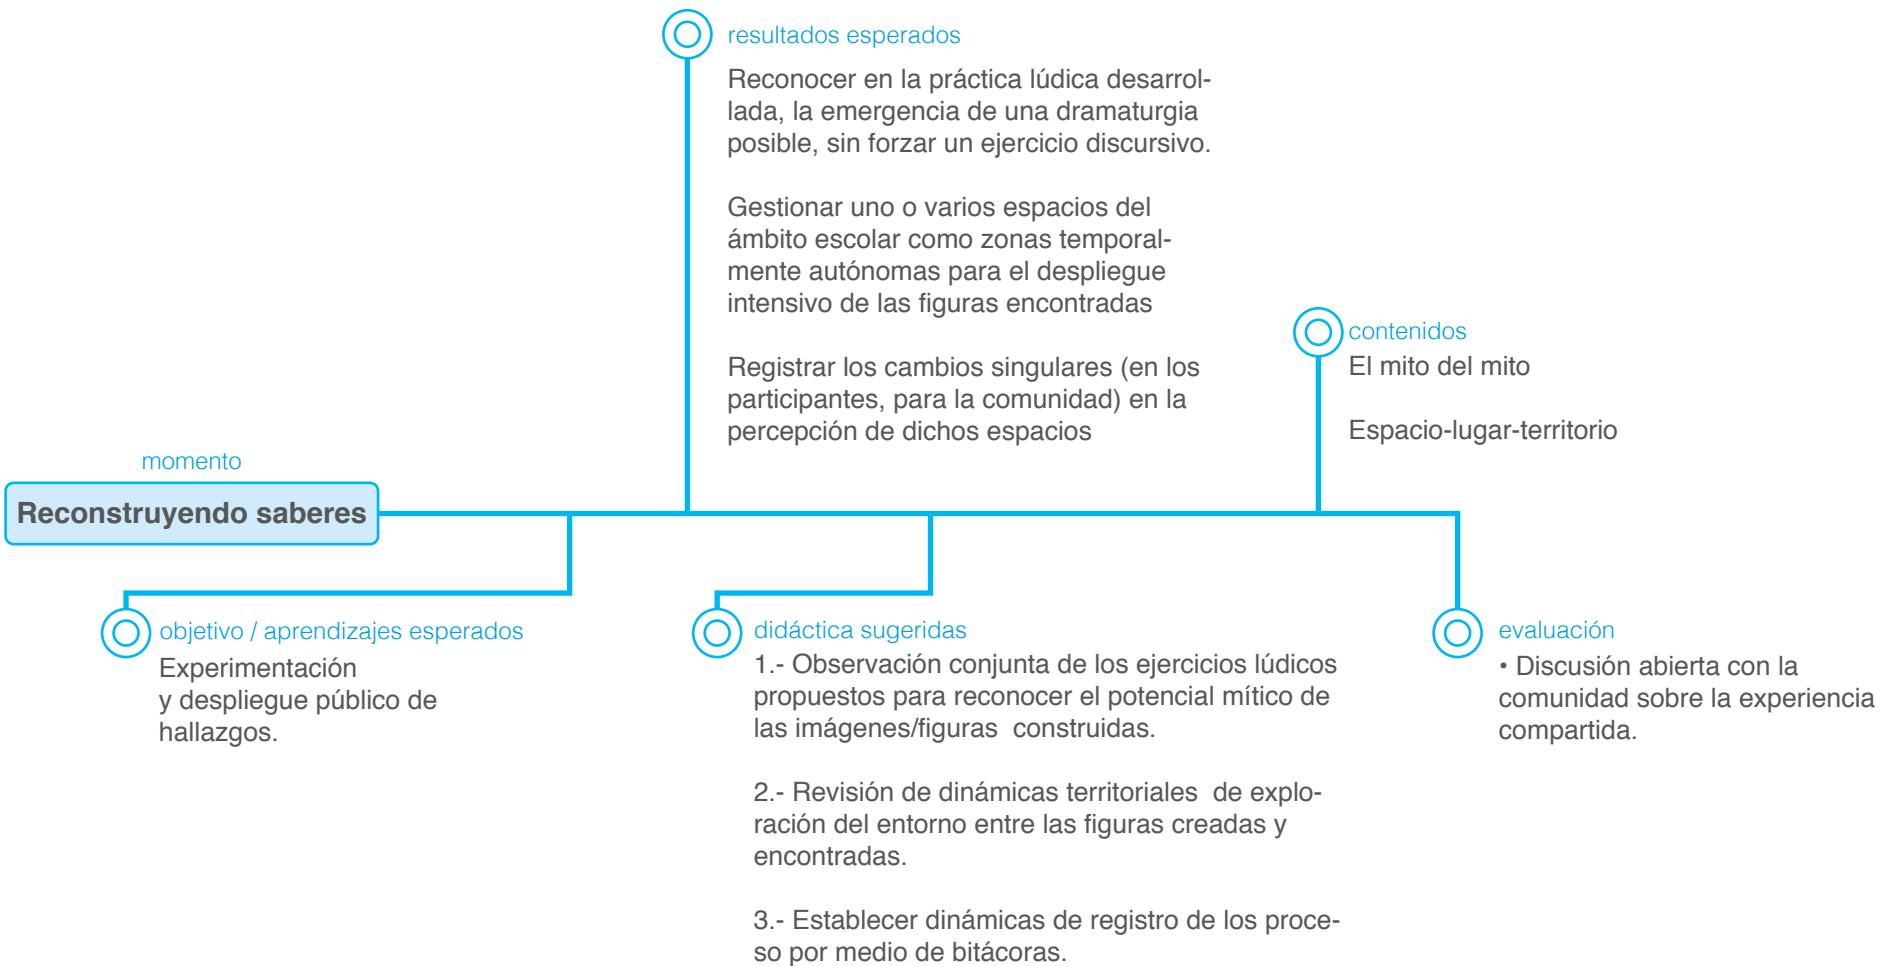 resultados esperados
Reconocer en la práctica lúdica desarrol-
lada, la emergencia de una dramaturgia
posible, sin forzar un ejercicio discursivo.
Gestionar uno o varios espacios del
ámbito escolar como zonas temporal-
mente autónomas para el despliegue
intensivo de las figuras encontradas
Registrar los cambios singulares (en los
participantes, para la comunidad) en la
percepción de dichos espacios
contenidos
El mito del mito
Espacio-lugar-territorio
momento
Reconstruyendo saberes
objetivo / aprendizajes esperados
Experimentación
y despliegue público de
hallazgos.
didáctica sugeridas
1.- Observación conjunta de los ejercicios lúdicos
propuestos para reconocer el potencial mítico de
las imágenes/figuras  construidas.
2.- Revisión de dinámicas territoriales  de explo-
ración del entorno entre las figuras creadas y
encontradas.
3.- Establecer dinámicas de registro de los proce-
so por medio de bitácoras.
evaluación
• Discusión abierta con la
comunidad sobre la experiencia
compartida.